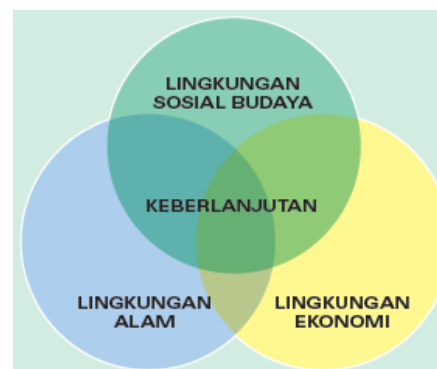 LINGKUNGAN
SOSIAL BUDAYA
KEBERLANJUTAN
LINGKUNGAN
ALAM
LINGKUNGAN
EKONOMI